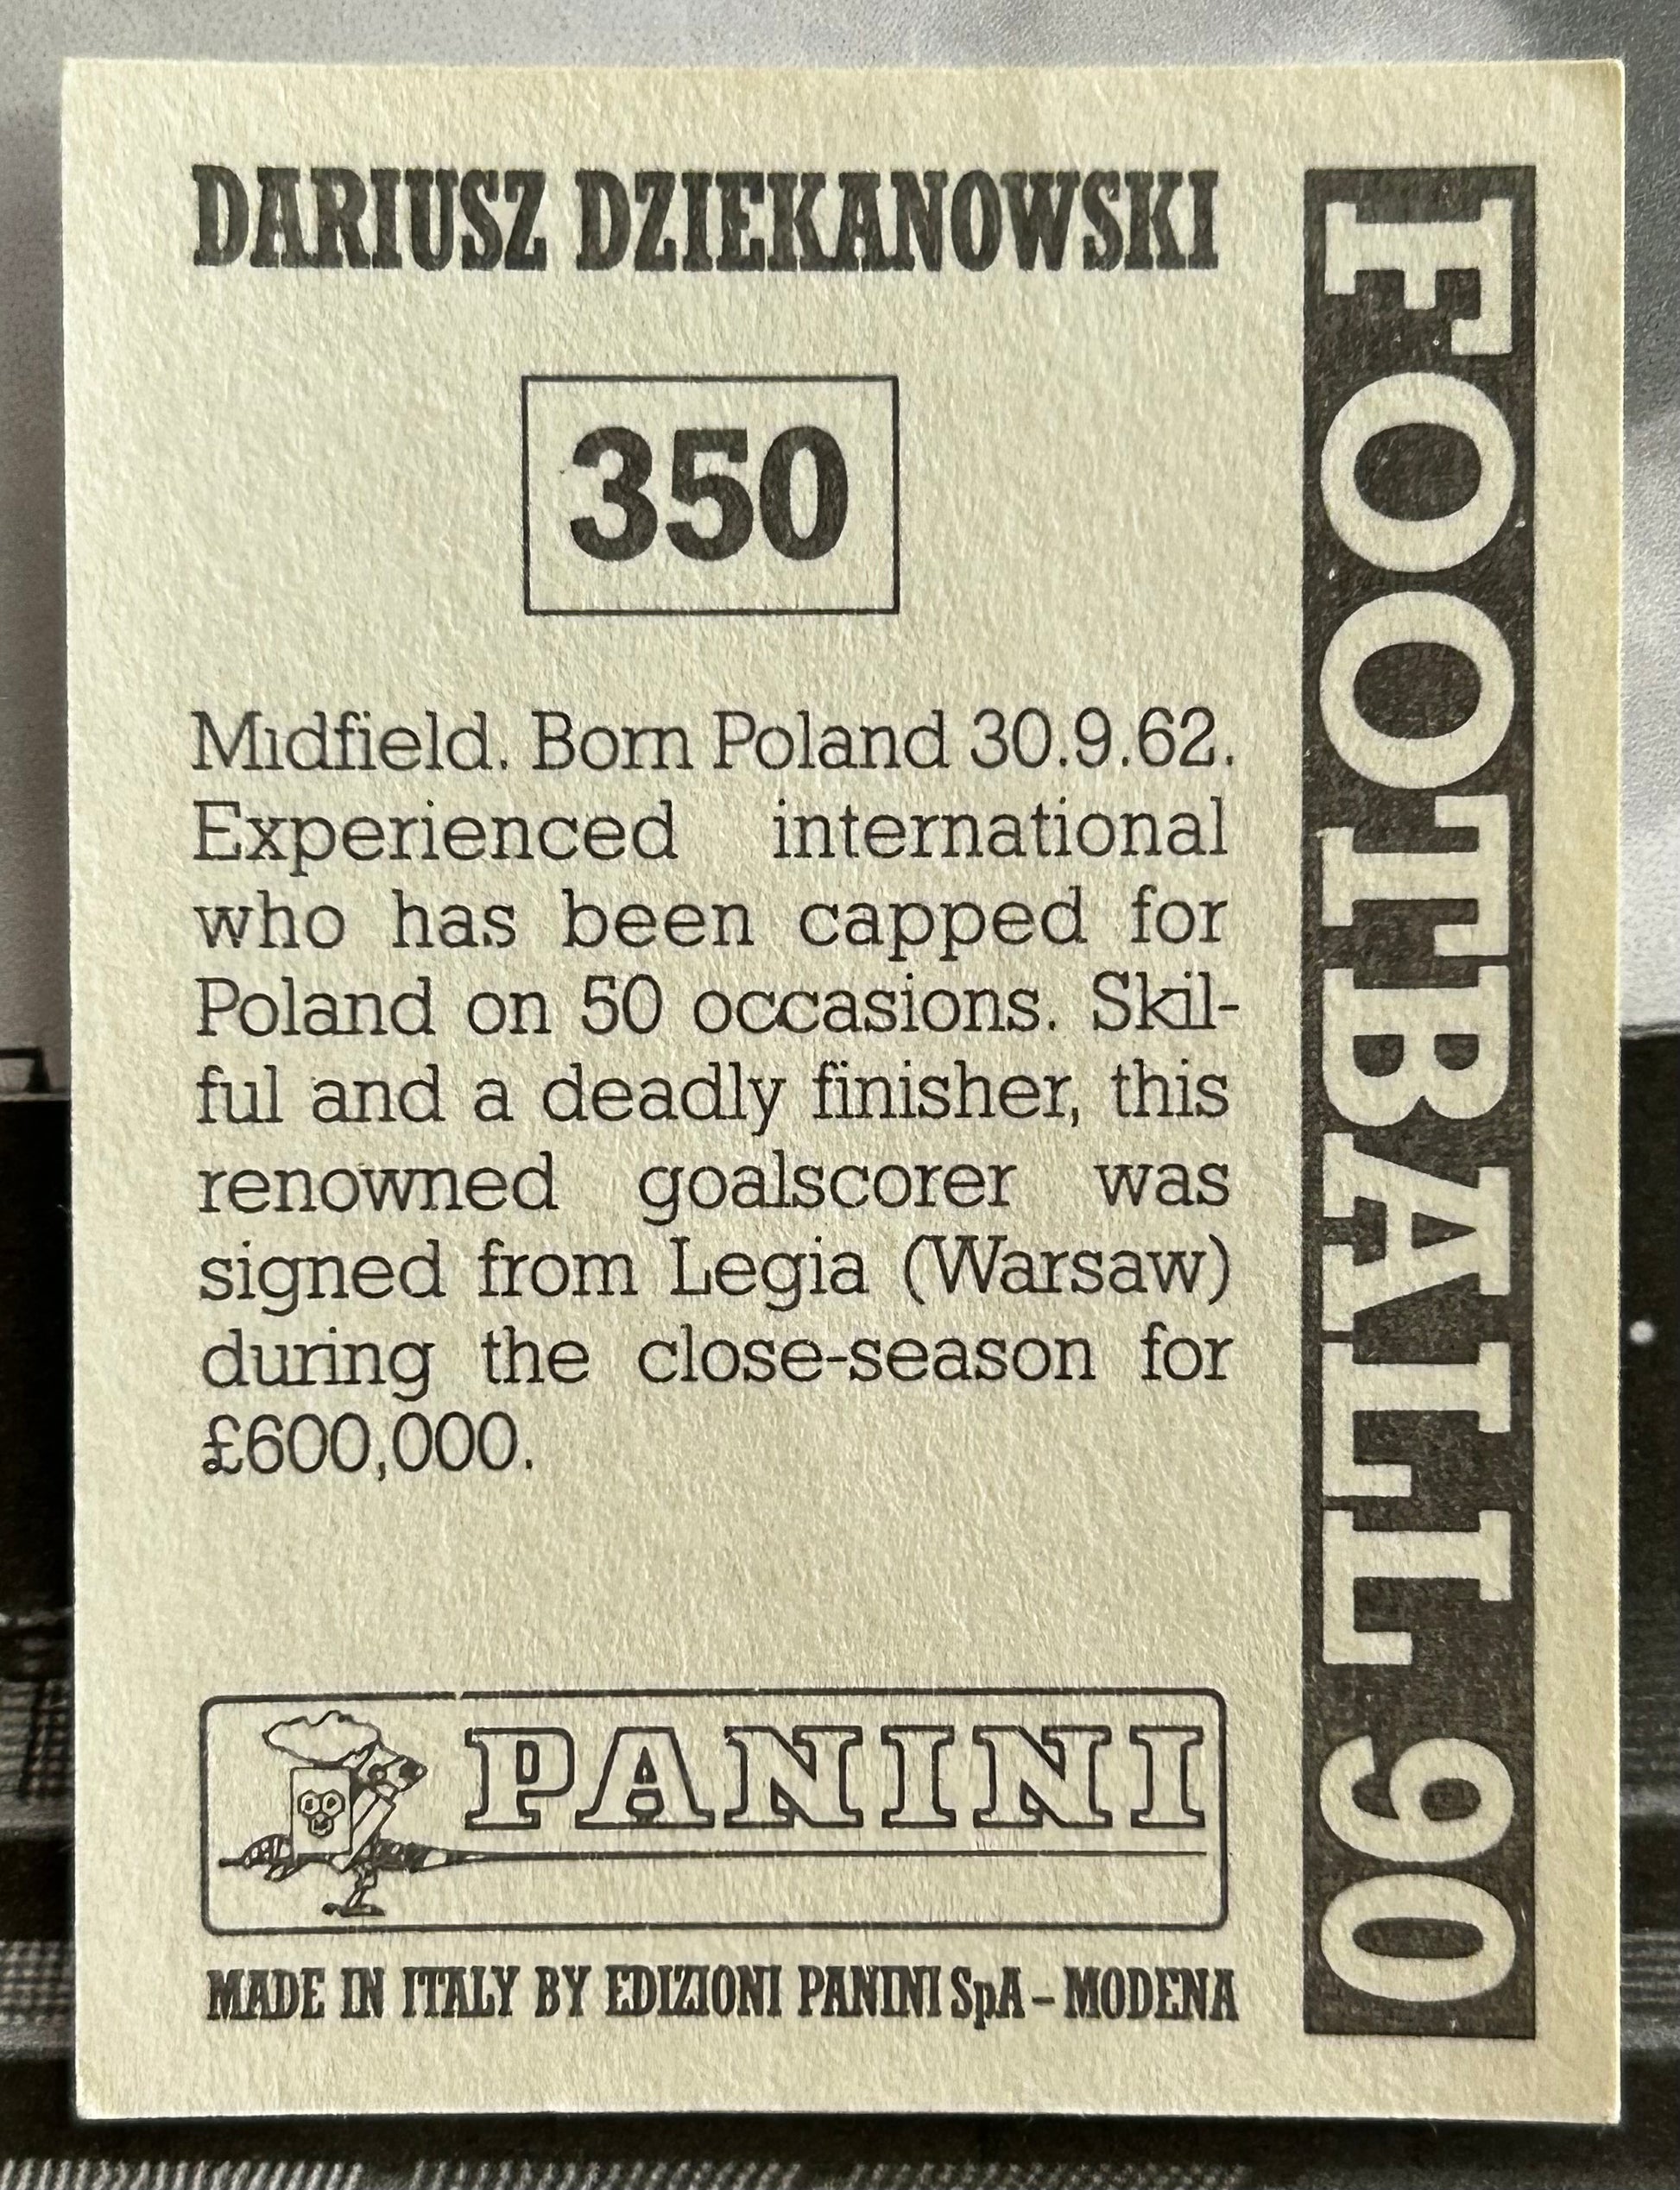 DARIUSZ DZIEKANOWSKI
350
Midfield. Born Poland 30.9.62.
Experienced international
who has been capped for
Poland on 50 occasions. Skil-
ful and a deadly finisher, this
renowned goalscorer was
signed from Legia (Warsaw)
during the close-season for
£600,000.
PANINI
MADE IN ITALY BY EDIZIONI PANINI SpA – MODENA
FOOTBALL 90